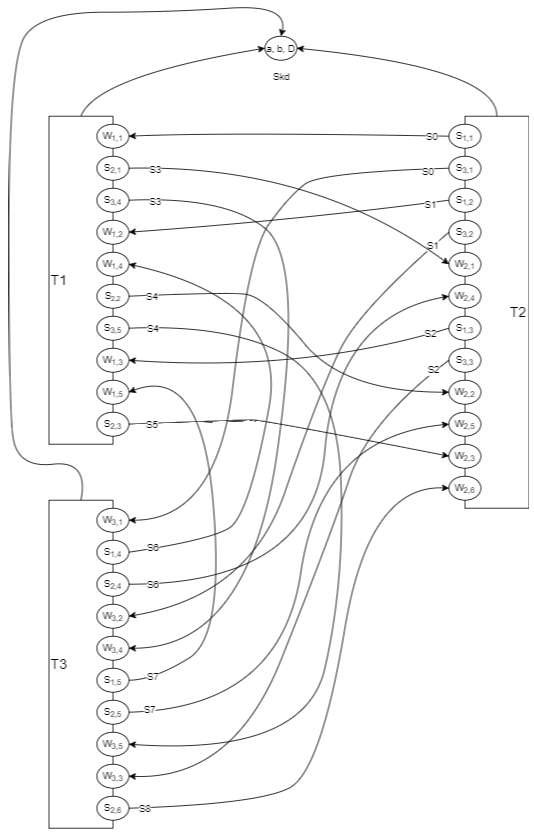 a, b, D
Skd
T1
W1,1
S2,1
S3
S3,4
S3
W1,2
W1,4
S2,2
S4
S3,5
S4
W1,3
W1,5
S2,3
S5
T2
S0
S1,1
S0
S3,1
S1
S1,2
S1
S3,2
W2,1
W2,4
S2
S1,3
S2
S3,3
W2,2
W2,5
W2,3
W2,6
T3
W3,1
S1,4
S6
S2,4
S6
W3,2
W3,4
S1,5
S7
S2,5
S7
W3,5
W3,3
S2,6
S8